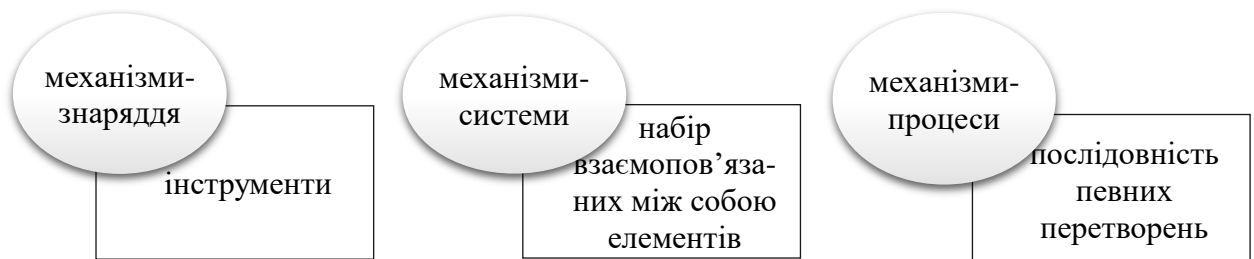 механізми-
знаряддя
інструменти
механізми-
системи
набір
взаємопов’яза-
них між собою
елементів
механізми-
процеси
послідовність
певних
перетворень